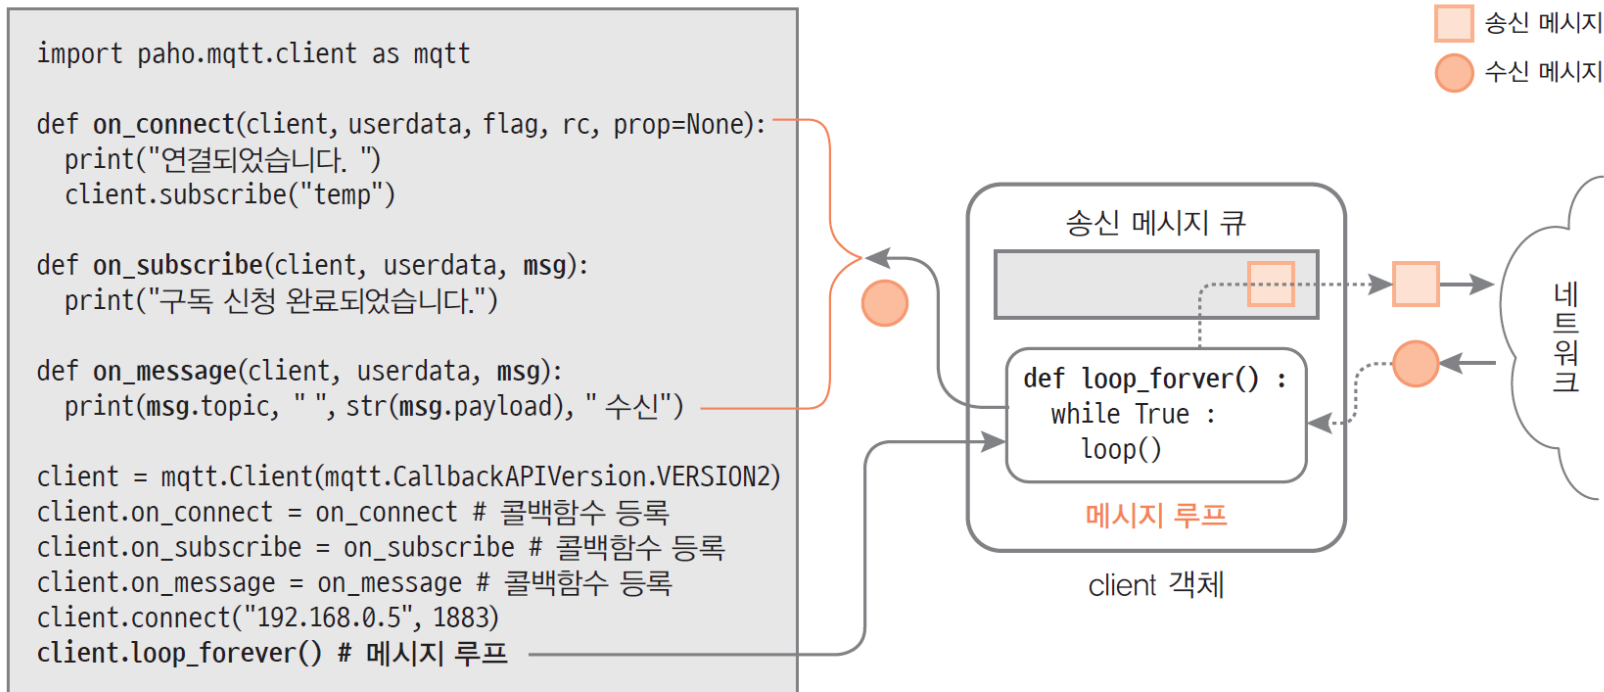 import paho.mqtt.client as mqtt
def on_connect(client, userdata, flag, rc, prop=None):
print("연결되었습니다. ")
client.subscribe("temp")
def on_subscribe(client, userdata, msg):
print("구독 신청 완료되었습니다.")
def on_message(client, userdata, msg):
print(msg.topic, " ", str(msg.payload), " 수신")
client = mqtt.Client(mqtt.CallbackAPIVersion.VERSION2)
client.on_connect = on_connect # 콜백함수 등록
client.on_subscribe = on_subscribe # 콜백함수 등록
client.on_message = on_message # 콜백함수 등록
client.connect("192.168.0.5", 1883)
client.loop_forever() # 메시지 루프
송신 메시지 큐
def loop_forver() :
while True :
loop()
메시지 루프
client 객체
송신 메시지
수신 메시지
네트워크